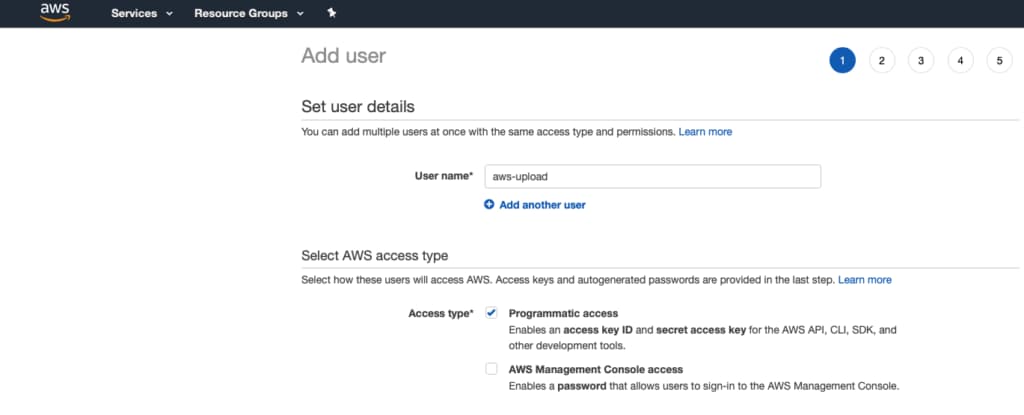 aws Services Resource Groups
Add user
1 2 3 4 5
Set user details
You can add multiple users at once with the same access type and permissions. Learn more
User name* aws-upload
Add another user
Select AWS access type
Select how these users will access AWS. Access keys and autogenerated passwords are provided in the last step. Learn more
Access type* Programmatic access
Enables an access key ID and secret access key for the AWS API, CLI, SDK, and
other development tools.
AWS Management Console access
Enables a password that allows users to sign-in to the AWS Management Console.